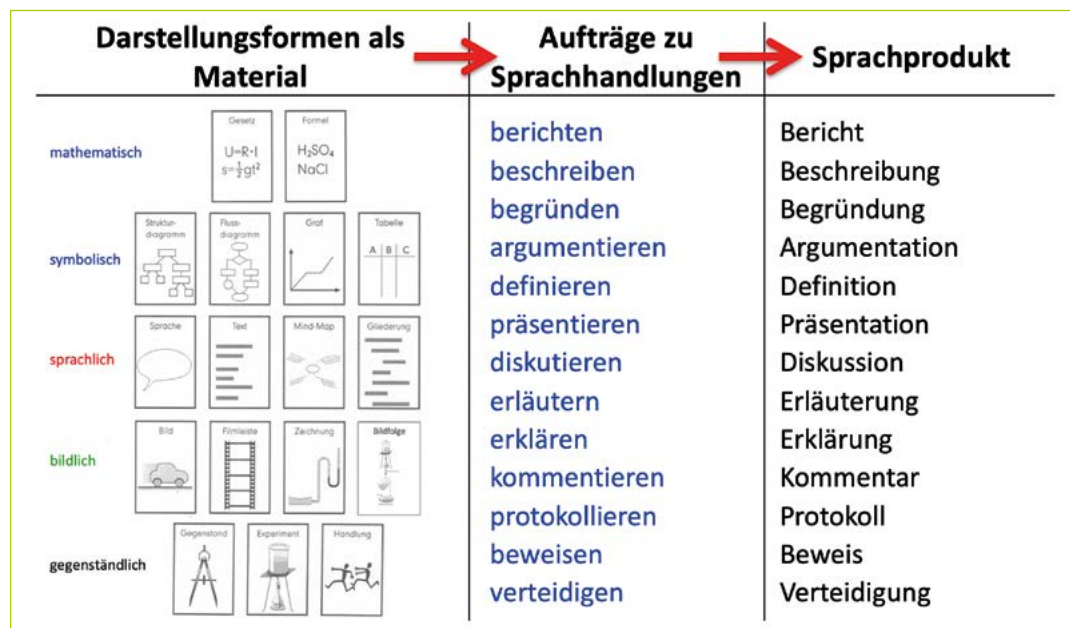 Darstellungsformen als
Material
Aufträge zu
Sprachhandlungen
Sprachprodukt
mathematisch
Gesetz
U=R·I
s=½gt²
Formel
H₂SO₄
NaCl
symbolisch
Struktur-
diagramm
Fluss-
diagramm
Graf
Tabelle
A B C
sprachlich
Sprache
Text
Mind-Map
Gliederung
bildlich
Bild
Filmleiste
Zeichnung
Bildfolge
gegenständlich
Gegenstand
Experiment
Handlung
berichten
beschreiben
begründen
argumentieren
definieren
präsentieren
diskutieren
erläutern
erklären
kommentieren
protokollieren
beweisen
verteidigen
Bericht
Beschreibung
Begründung
Argumentation
Definition
Präsentation
Diskussion
Erläuterung
Erklärung
Kommentar
Protokoll
Beweis
Verteidigung